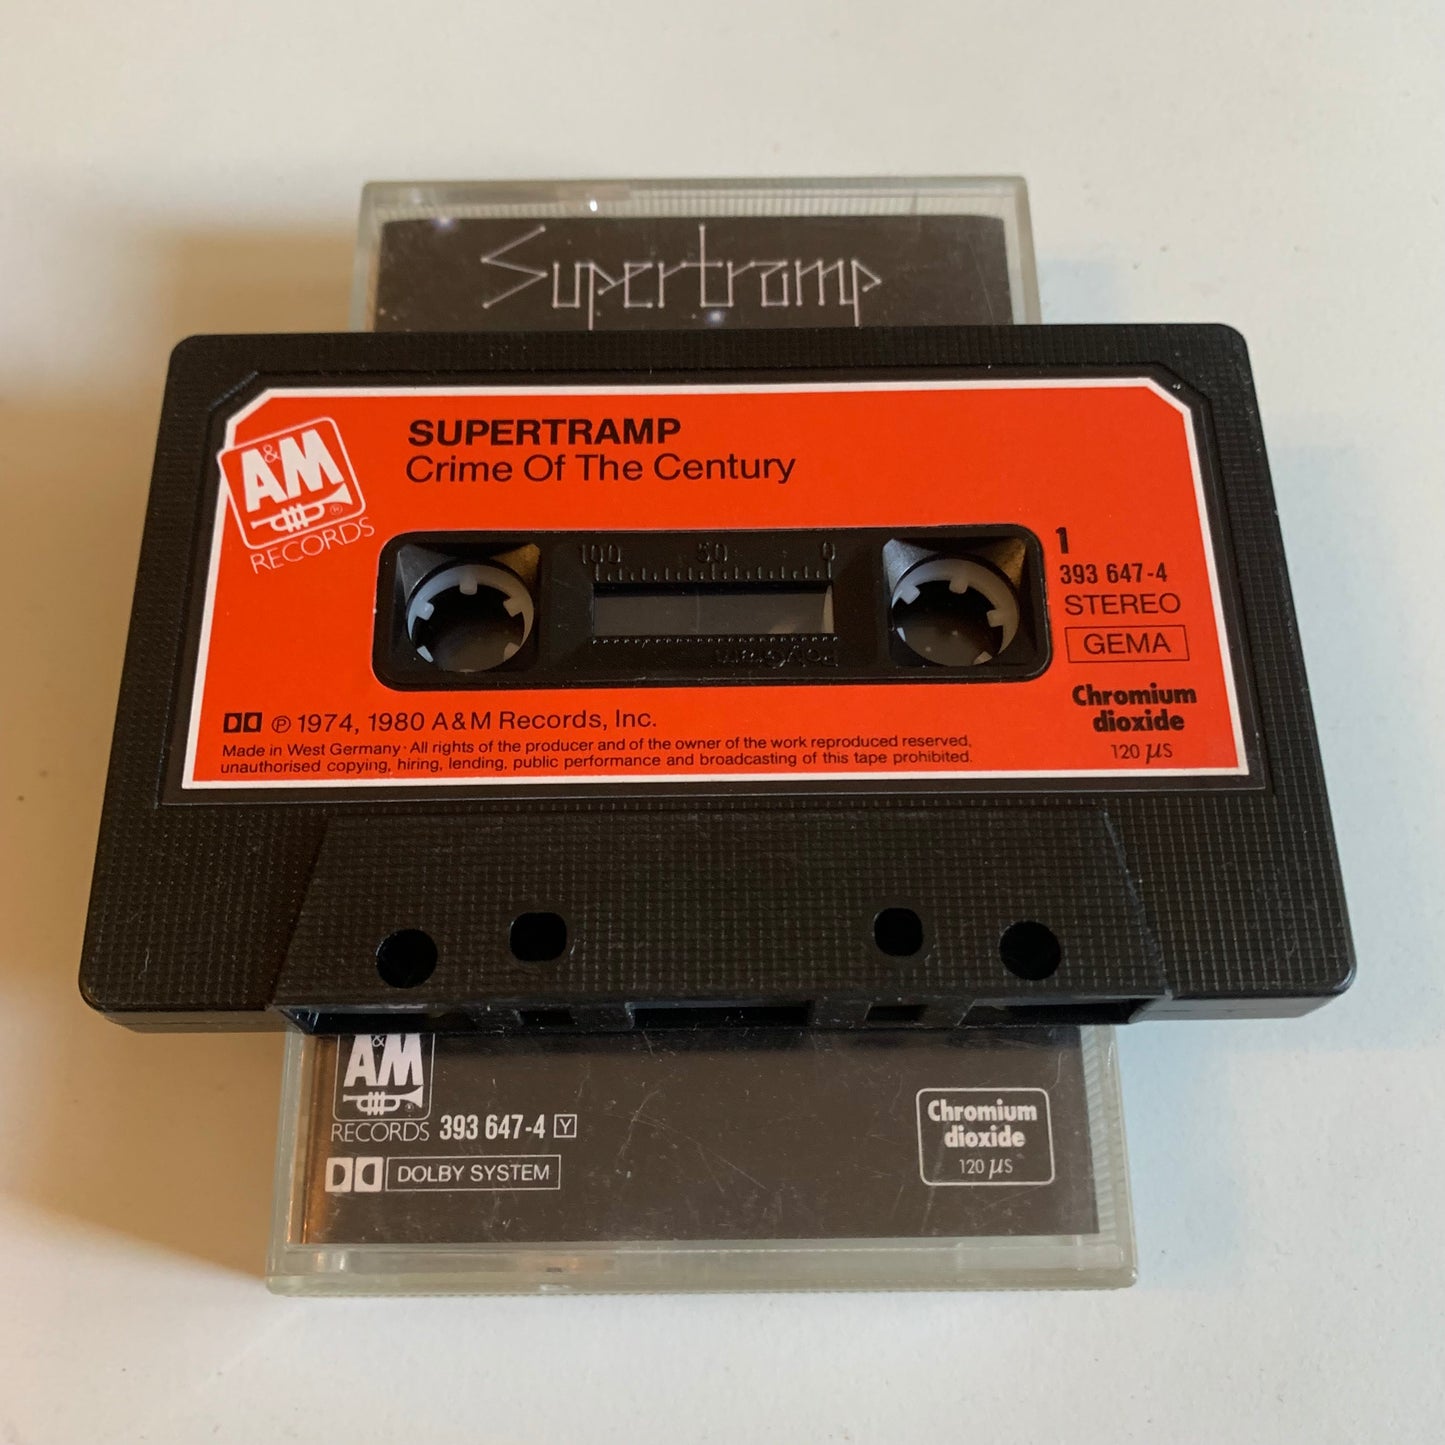 Supertramp
SUPERTRAMP
Crime Of The Century
A&M
®
RECORDS
100 50 0
PolyGram
1
393 647-4
STEREO
GEMA
Chromium
dioxide
120 µs
℗ 1974, 1980 A&M Records, Inc.
Made in West Germany · All rights of the producer and of the owner of the work reproduced reserved,
unauthorised copying, hiring, lending, public performance and broadcasting of this tape prohibited.
A&M
®
RECORDS 393 647-4 Y
DOLBY SYSTEM
Chromium
dioxide
120 µs